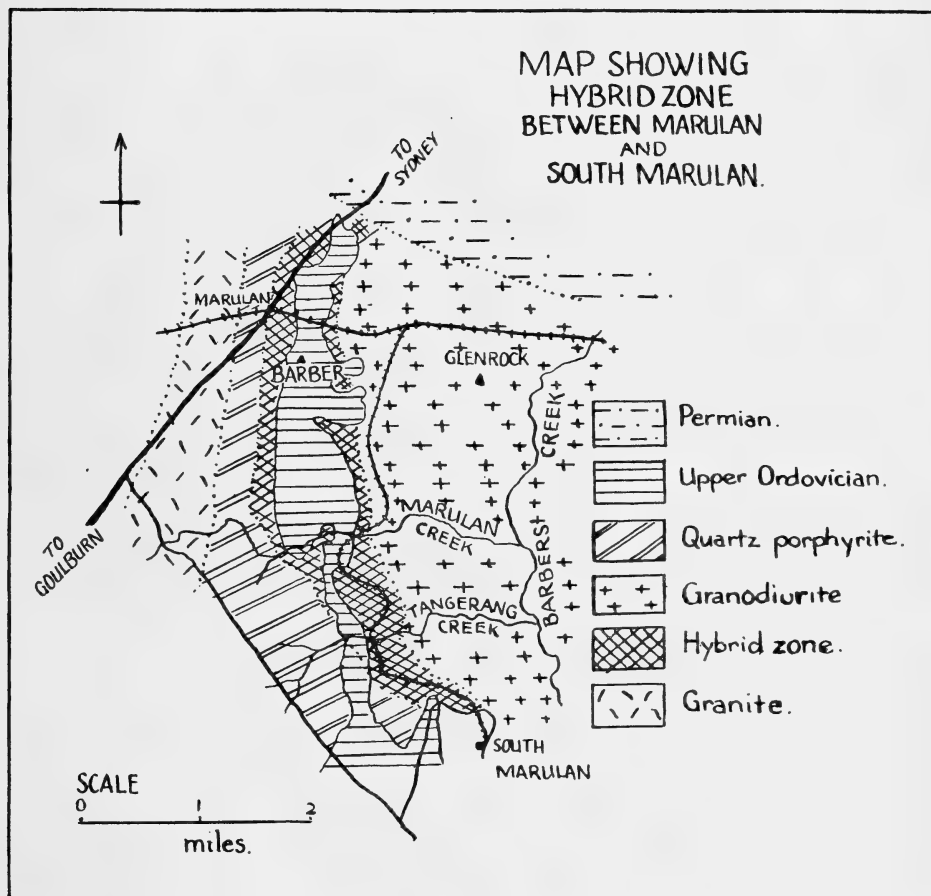 MAP SHOWING
HYBRID ZONE
BETWEEN MARULAN
AND
SOUTH MARULAN.
TO
SYDNEY
MARULAN
BARBER
GLENROCK
BARBERS CREEK
MARULAN
CREEK
TANGERANG
CREEK
TO
GOULBURN
SOUTH
MARULAN
Permian.
Upper Ordovician.
Quartz porphyrite.
Granodiurite
Hybrid zone.
Granite.
SCALE
0 1 2
miles.